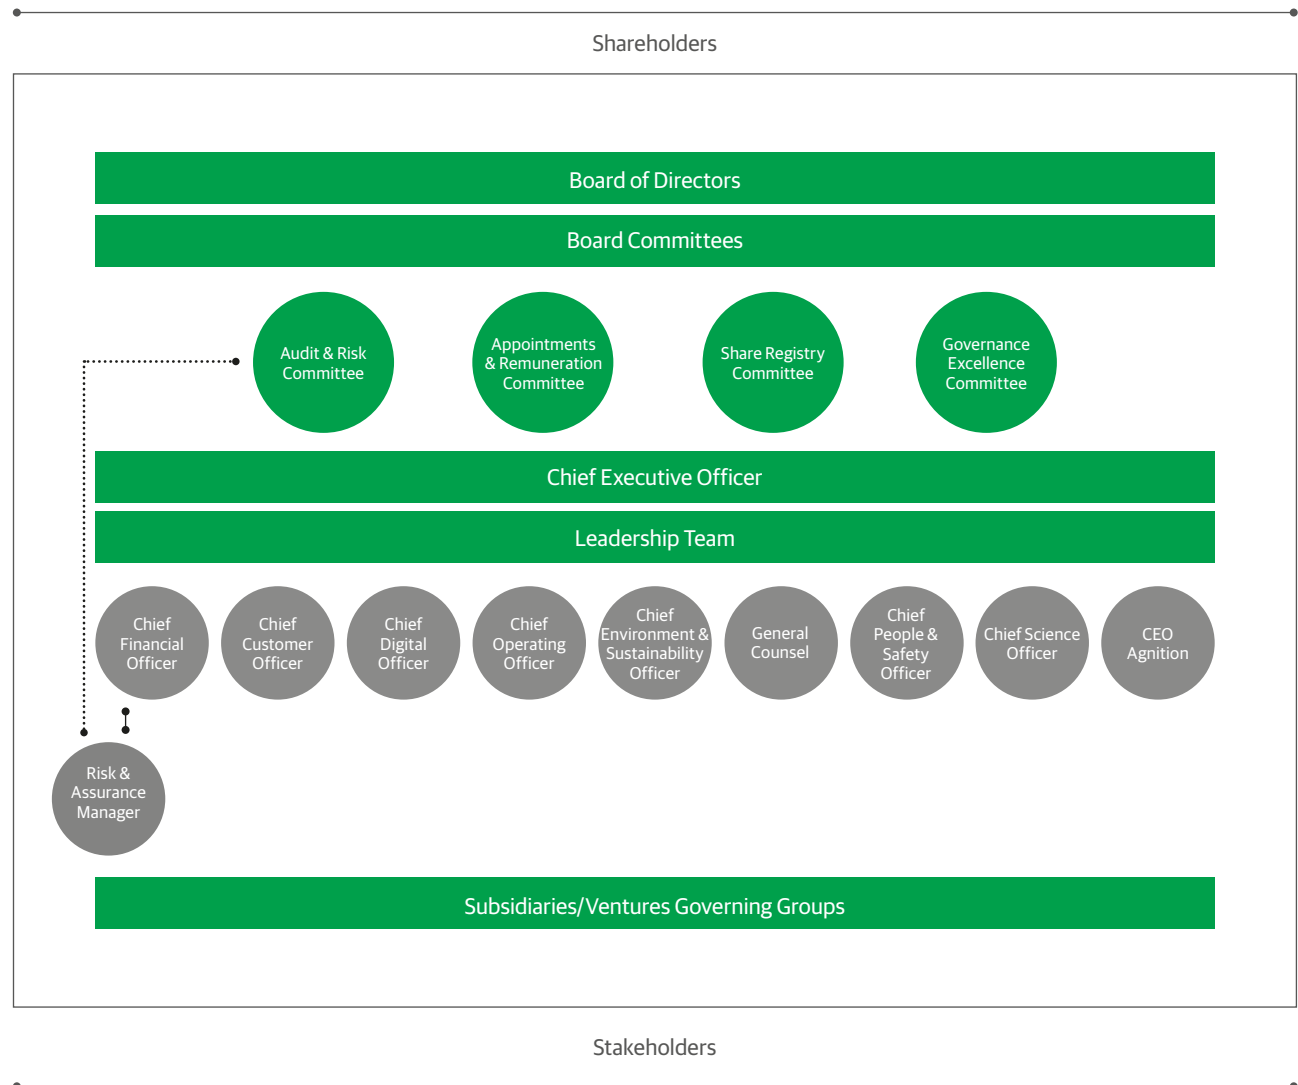 Shareholders
Board of Directors
Board Committees
Audit & Risk
Committee
Appointments
& Remuneration
Committee
Share Registry
Committee
Governance
Excellence
Committee
Chief Executive Officer
Leadership Team
Chief
Financial
Officer
Chief
Customer
Officer
Chief
Digital
Officer
Chief
Operating
Officer
Chief
Environment &
Sustainability
Officer
General
Counsel
Chief
People &
Safety
Officer
Chief Science
Officer
CEO
Agnition
Risk &
Assurance
Manager
Subsidiaries/Ventures Governing Groups
Stakeholders